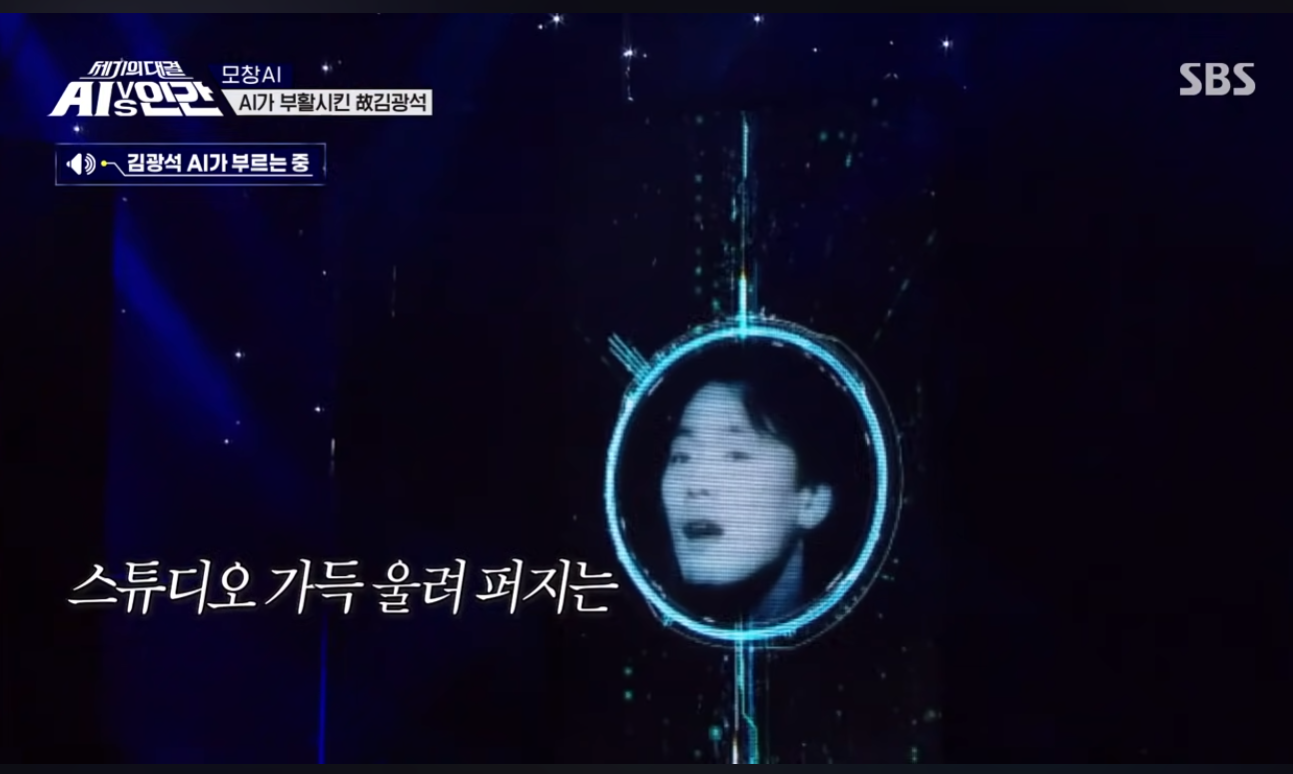 세기의대결
AI vs 인간
모창AI
AI가 부활시킨 故김광석
SBS
김광석 AI가 부르는 중
스튜디오 가득 울려 퍼지는